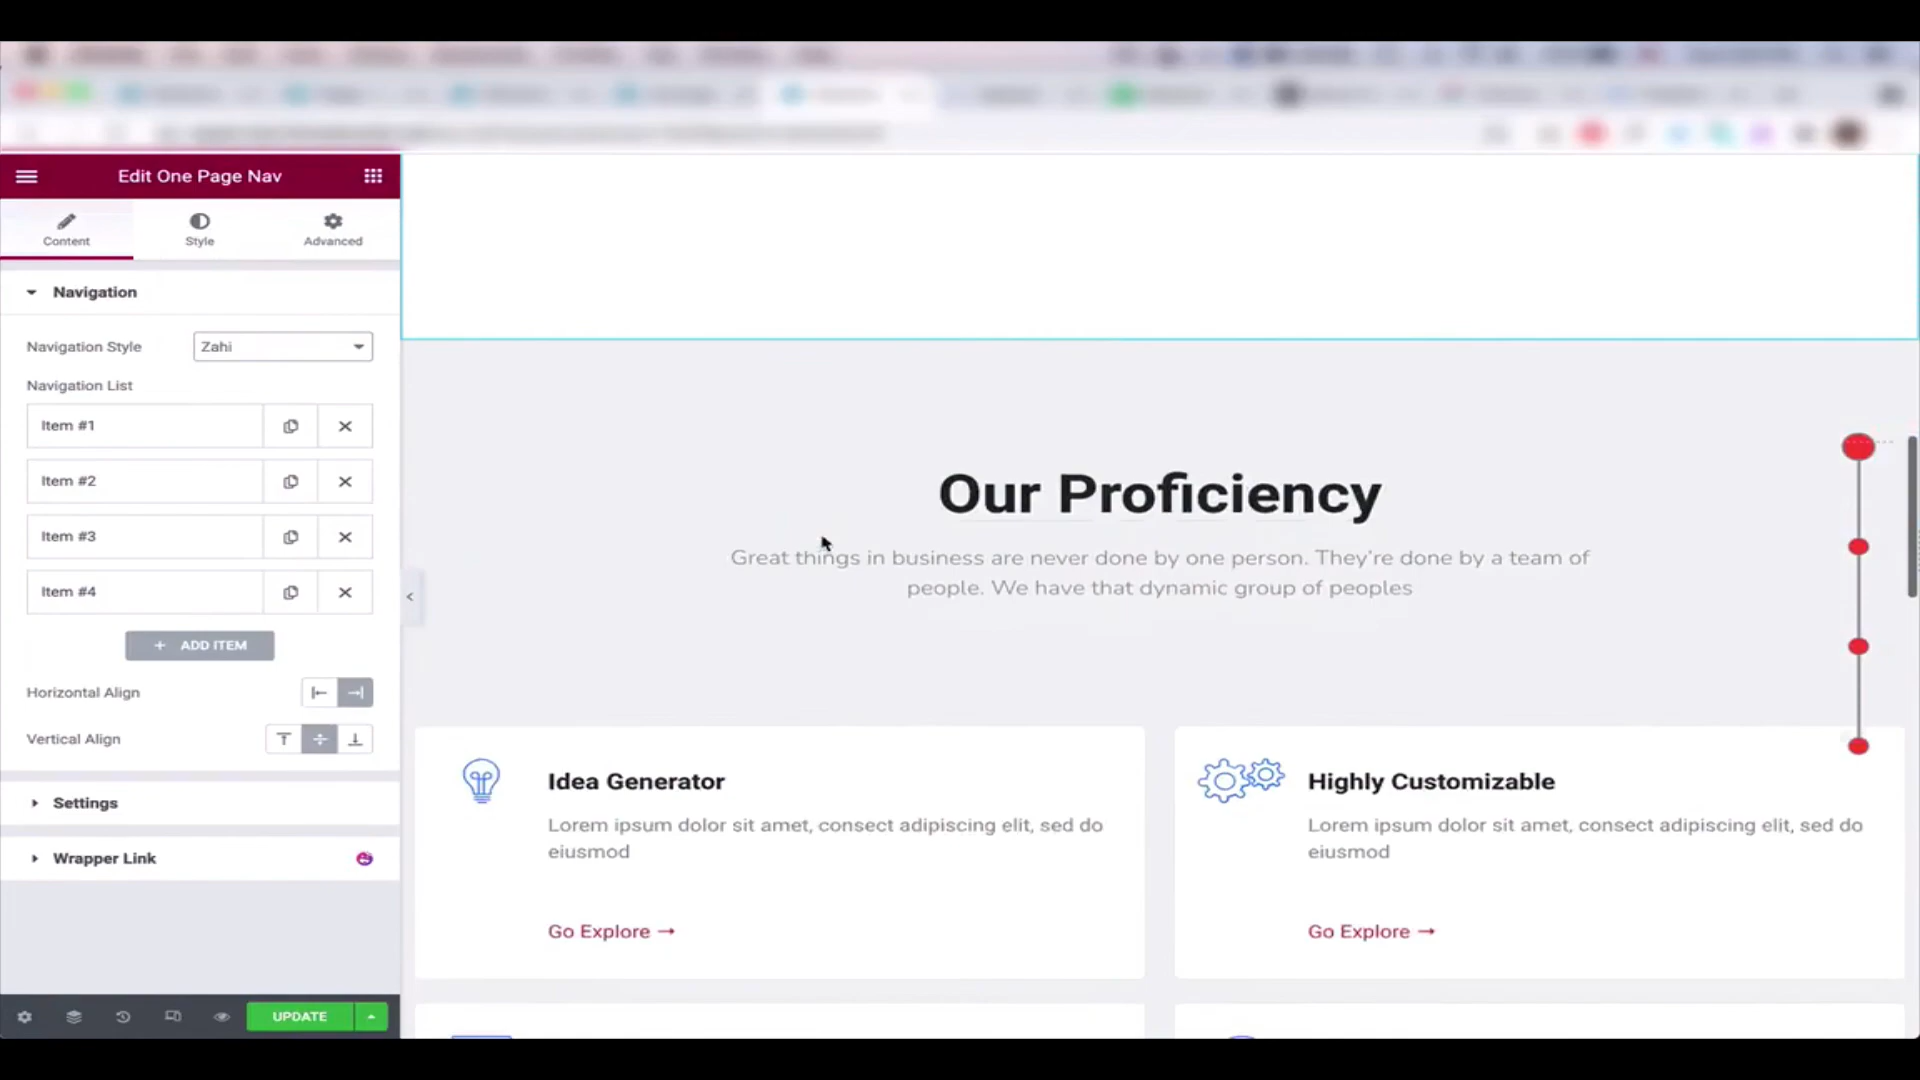 Edit One Page Nav
Content
Style
Advanced
Navigation
Navigation Style
Zahi
Navigation List
Item #1
Item #2
Item #3
Item #4
+ ADD ITEM
Horizontal Align
Vertical Align
Settings
Wrapper Link
UPDATE
Our Proficiency
Great things in business are never done by one person. They're done by a team of
people. We have that dynamic group of peoples
Idea Generator
Lorem ipsum dolor sit amet, consect adipiscing elit, sed do
eiusmod
Go Explore →
Highly Customizable
Lorem ipsum dolor sit amet, consect adipiscing elit, sed do
eiusmod
Go Explore →